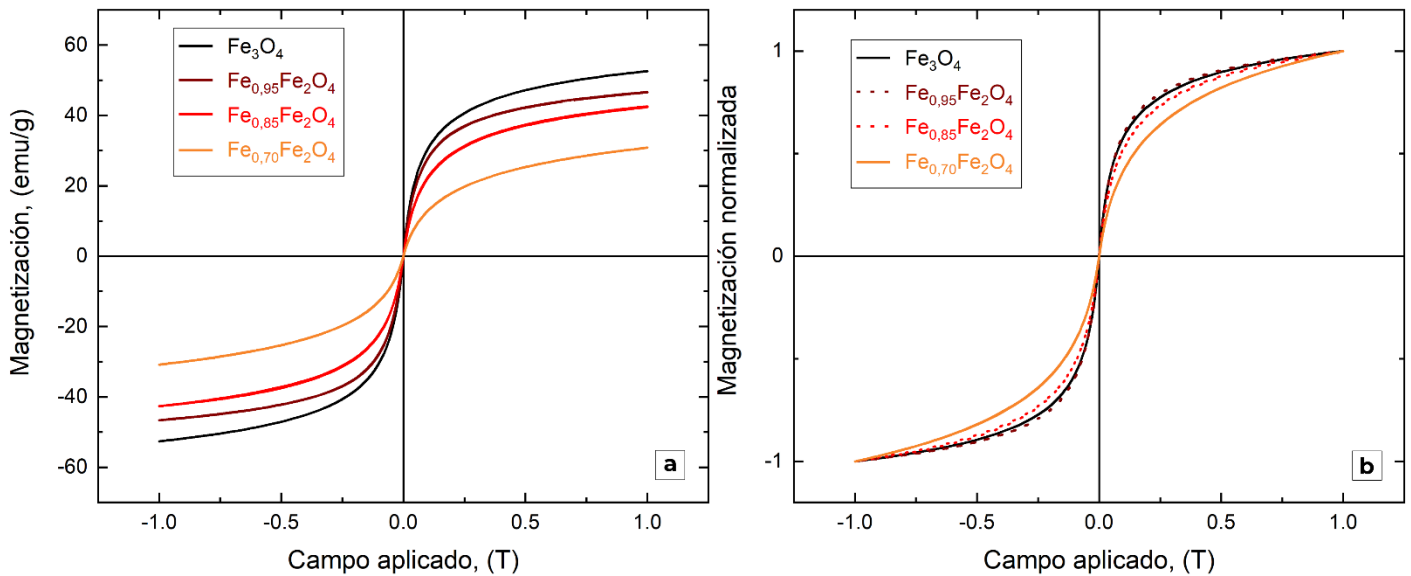 Magnetización, (emu/g)
60
40
20
0
-20
-40
-60
Fe₃O₄
Fe₀,₉₅Fe₂O₄
Fe₀,₈₅Fe₂O₄
Fe₀,₇₀Fe₂O₄
a
-1.0 -0.5 0.0 0.5 1.0
Campo aplicado, (T)
Magnetización normalizada
1
0
-1
Fe₃O₄
Fe₀,₉₅Fe₂O₄
Fe₀,₈₅Fe₂O₄
Fe₀,₇₀Fe₂O₄
b
-1.0 -0.5 0.0 0.5 1.0
Campo aplicado, (T)